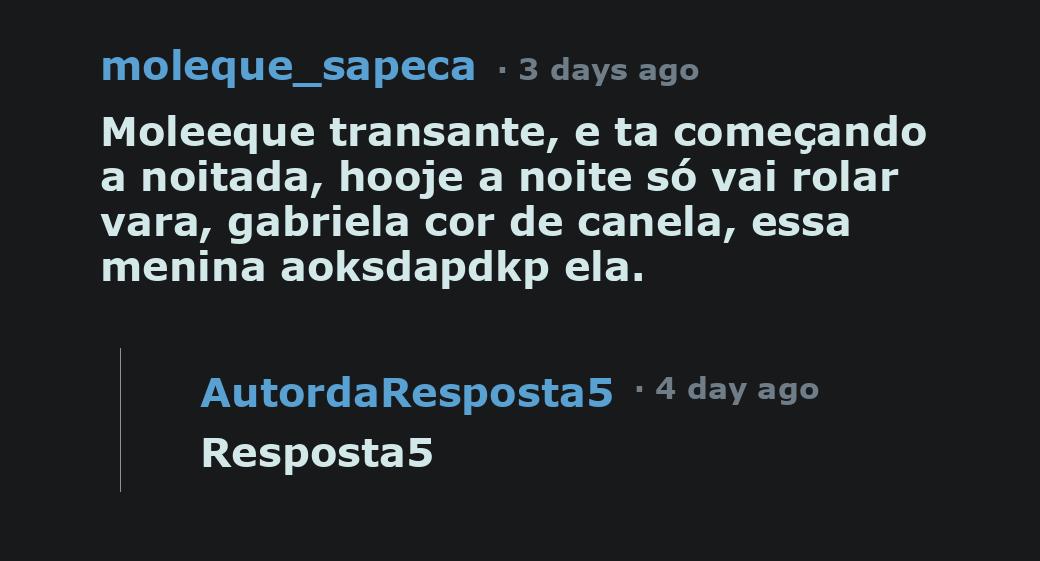 moleque_sapeca · 3 days ago
Moleeque transante, e ta começando
a noitada, hooje a noite só vai rolar
vara, gabriela cor de canela, essa
menina aoksdapdkp ela.
AutordaResposta5 · 4 day ago
Resposta5